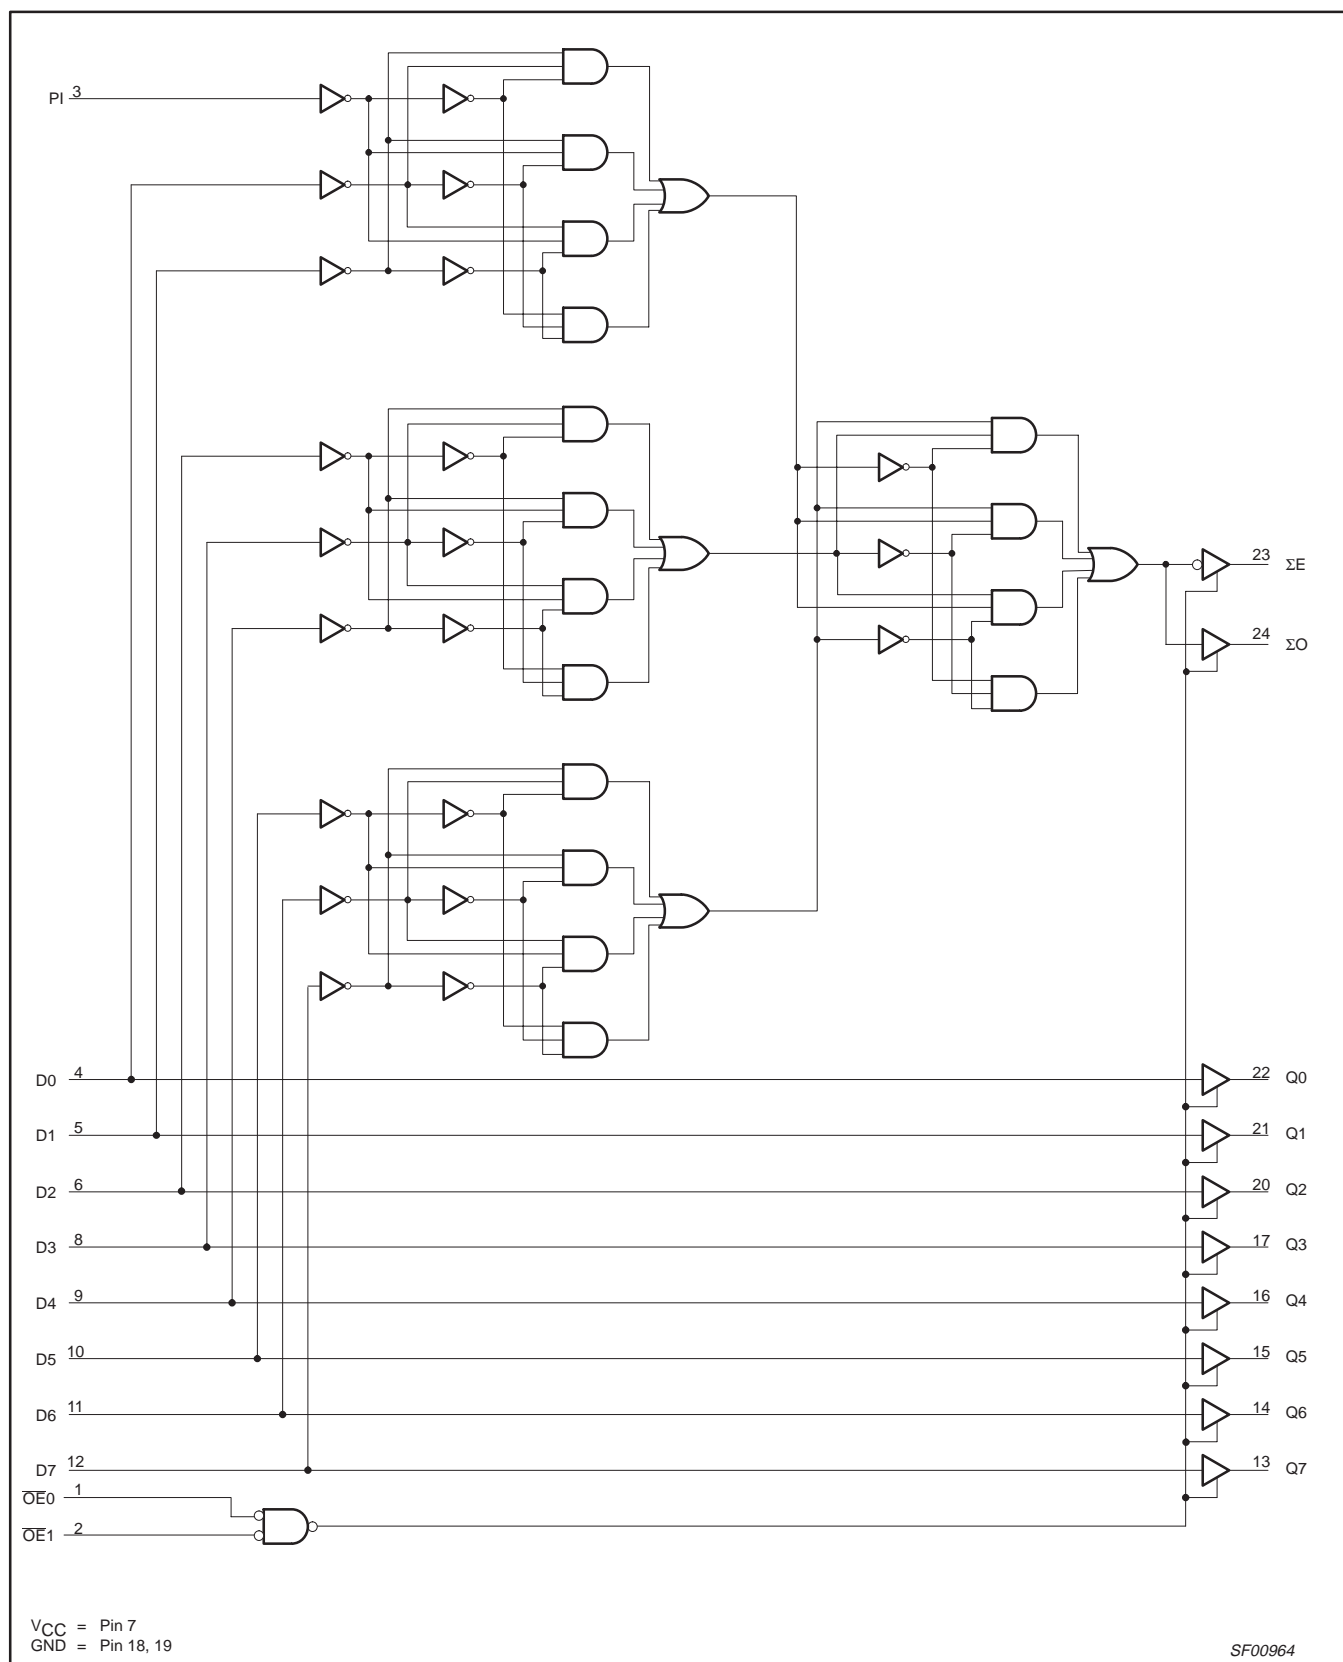 PI 3
23 ΣE
24 ΣO
D0 4 22 Q0
D1 5 21 Q1
D2 6 20 Q2
D3 8 17 Q3
D4 9 16 Q4
D5 10 15 Q5
D6 11 14 Q6
D7 12 13 Q7
O̅E̅0 1
O̅E̅1 2
VCC = Pin 7
GND = Pin 18, 19
SF00964